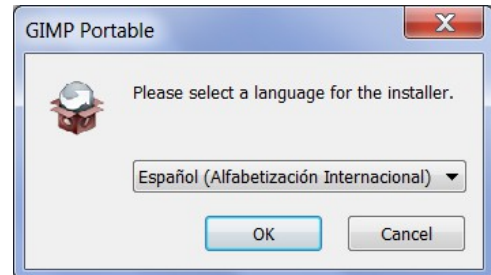 GIMP Portable
Please select a language for the installer.
Español (Alfabetización Internacional)
OK
Cancel